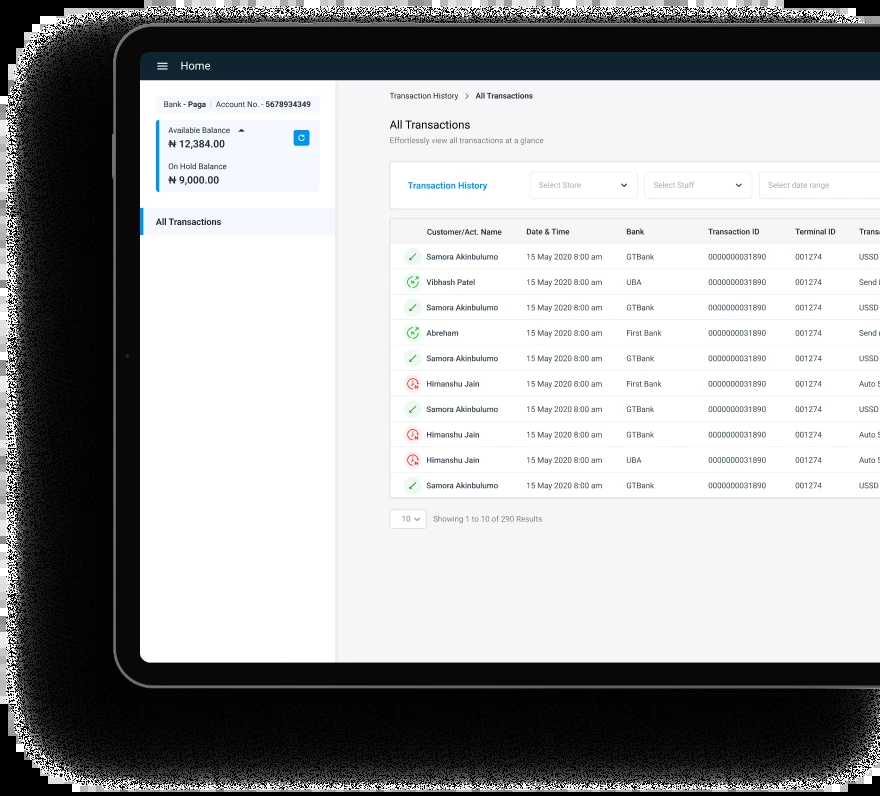 Home
Bank - Paga | Account No. - 5678934349
Available Balance
₦ 12,384.00
On Hold Balance
₦ 9,000.00
All Transactions
Transaction History > All Transactions
All Transactions
Effortlessly view all transactions at a glance
Transaction History Select Store Select Staff Select date range
Customer/Act. Name Date & Time Bank Transaction ID Terminal ID
Samora Akinbulumo 15 May 2020 8:00 am GTBank 0000000031890 001274 USSD
Vibhash Patel 15 May 2020 8:00 am UBA 0000000031890 001274 Send
Samora Akinbulumo 15 May 2020 8:00 am GTBank 0000000031890 001274 USSD
Abreham 15 May 2020 8:00 am First Bank 0000000031890 001274 Send
Samora Akinbulumo 15 May 2020 8:00 am GTBank 0000000031890 001274 USSD
Himanshu Jain 15 May 2020 8:00 am First Bank 0000000031890 001274 Auto
Samora Akinbulumo 15 May 2020 8:00 am GTBank 0000000031890 001274 USSD
Himanshu Jain 15 May 2020 8:00 am GTBank 0000000031890 001274 Auto
Himanshu Jain 15 May 2020 8:00 am UBA 0000000031890 001274 Auto
Samora Akinbulumo 15 May 2020 8:00 am GTBank 0000000031890 001274 USSD
10 Showing 1 to 10 of 290 Results